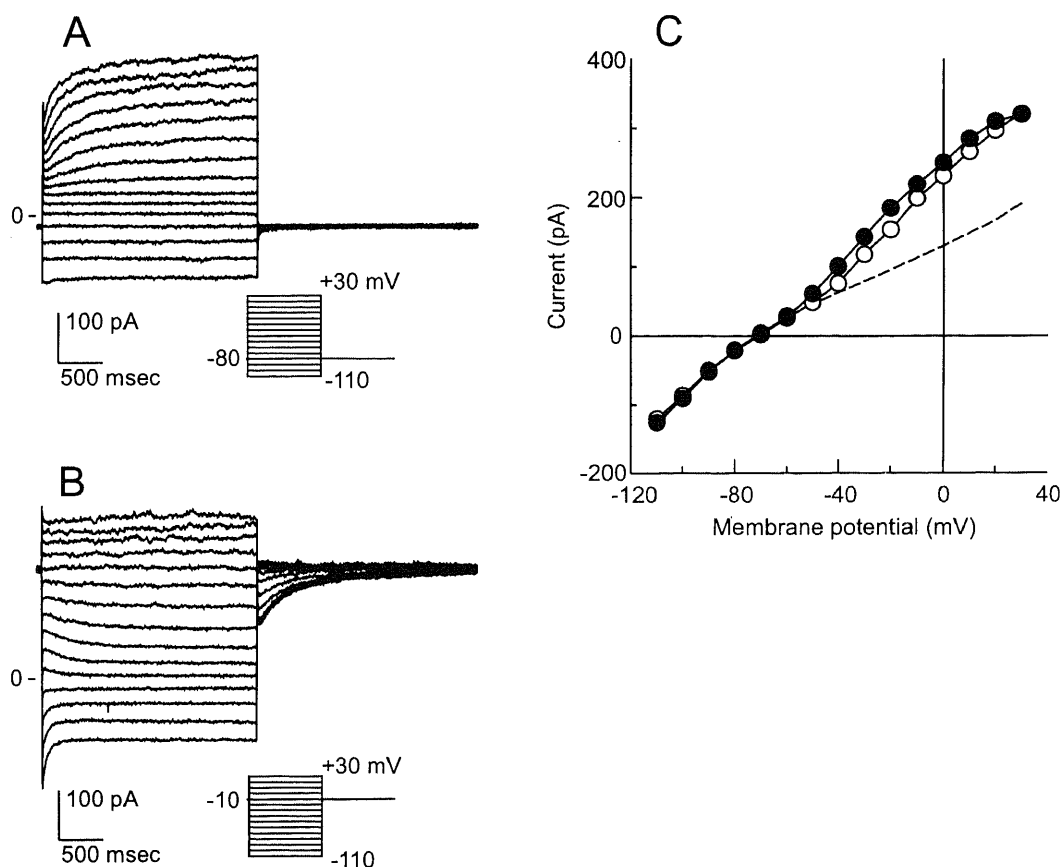 A
0 -
100 pA
500 msec
+30 mV
-80
-110
B
0 -
100 pA
500 msec
+30 mV
-10
-110
C
400
200
0
-200
Current (pA)
-120
-80
-40
0
40
Membrane potential (mV)